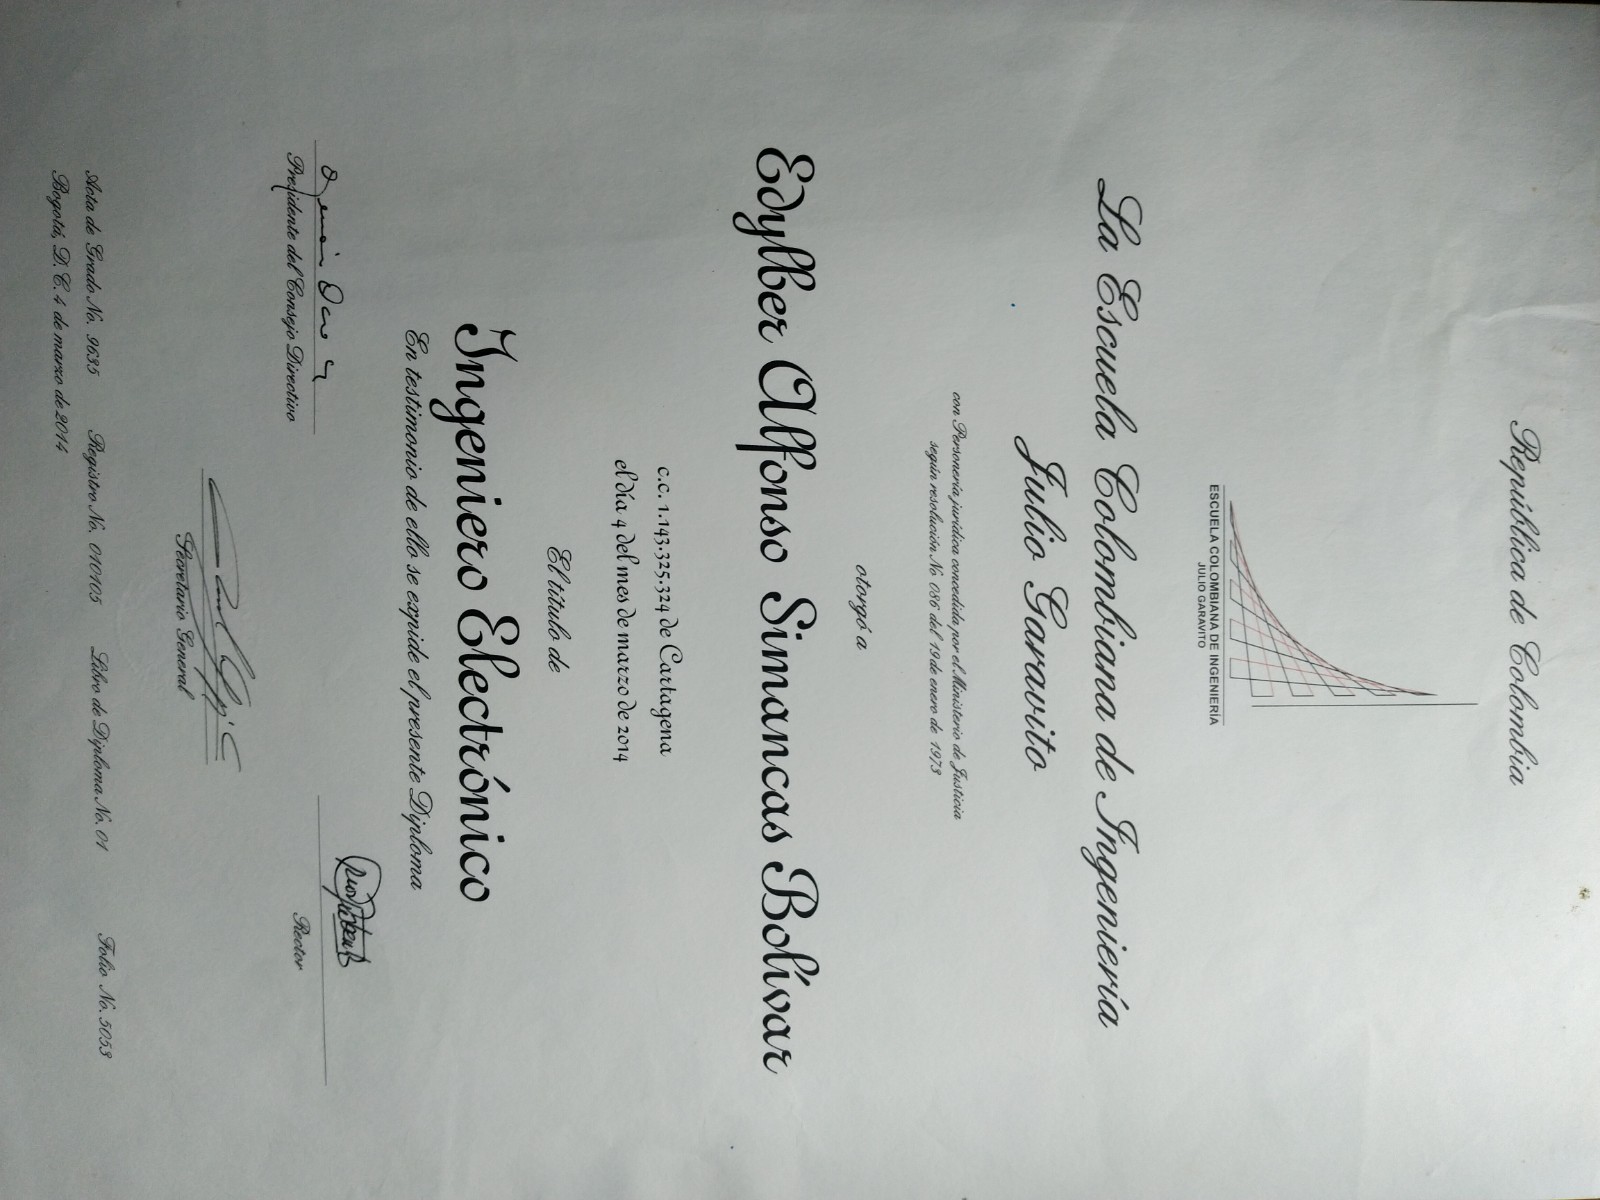 República de Colombia
ESCUELA COLOMBIANA DE INGENIERÍA
JULIO GARAVITO
La Escuela Colombiana de Ingeniería
Julio Garavito
con Personería jurídica concedida por el Ministerio de Justicia
según resolución No 086 del 19 de enero de 1973
otorgó a
Edylber Alfonso Simancas Bolívar
c.c. 1.143.325.324 de Cartagena
el día 4 del mes de marzo de 2014
El título de
Ingeniero Electrónico
En testimonio de ello se expide el presente Diploma
Presidente del Consejo Directivo
Rector
Secretario General
Acta de Grado No. 9635 Registro No. 010105 Libro de Diploma No. 01 Folio No. 5053
Bogotá, D.C. 4 de marzo de 2014